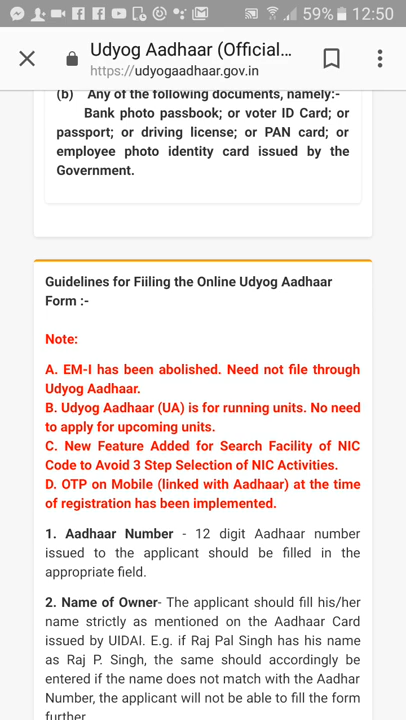 59% 12:50
Udyog Aadhaar (Official...
https://udyogaadhaar.gov.in
(b) Any of the following documents, namely:-
Bank photo passbook; or voter ID Card; or
passport; or driving license; or PAN card; or
employee photo identity card issued by the
Government.
Guidelines for Fiiling the Online Udyog Aadhaar
Form :-
Note:
A. EM-I has been abolished. Need not file through
Udyog Aadhaar.
B. Udyog Aadhaar (UA) is for running units. No need
to apply for upcoming units.
C. New Feature Added for Search Facility of NIC
Code to Avoid 3 Step Selection of NIC Activities.
D. OTP on Mobile (linked with Aadhaar) at the time
of registration has been implemented.
1. Aadhaar Number - 12 digit Aadhaar number
issued to the applicant should be filled in the
appropriate field.
2. Name of Owner- The applicant should fill his/her
name strictly as mentioned on the Aadhaar Card
issued by UIDAI. E.g. if Raj Pal Singh has his name
as Raj P. Singh, the same should accordingly be
entered if the name does not match with the Aadhar
Number, the applicant will not be able to fill the form
further